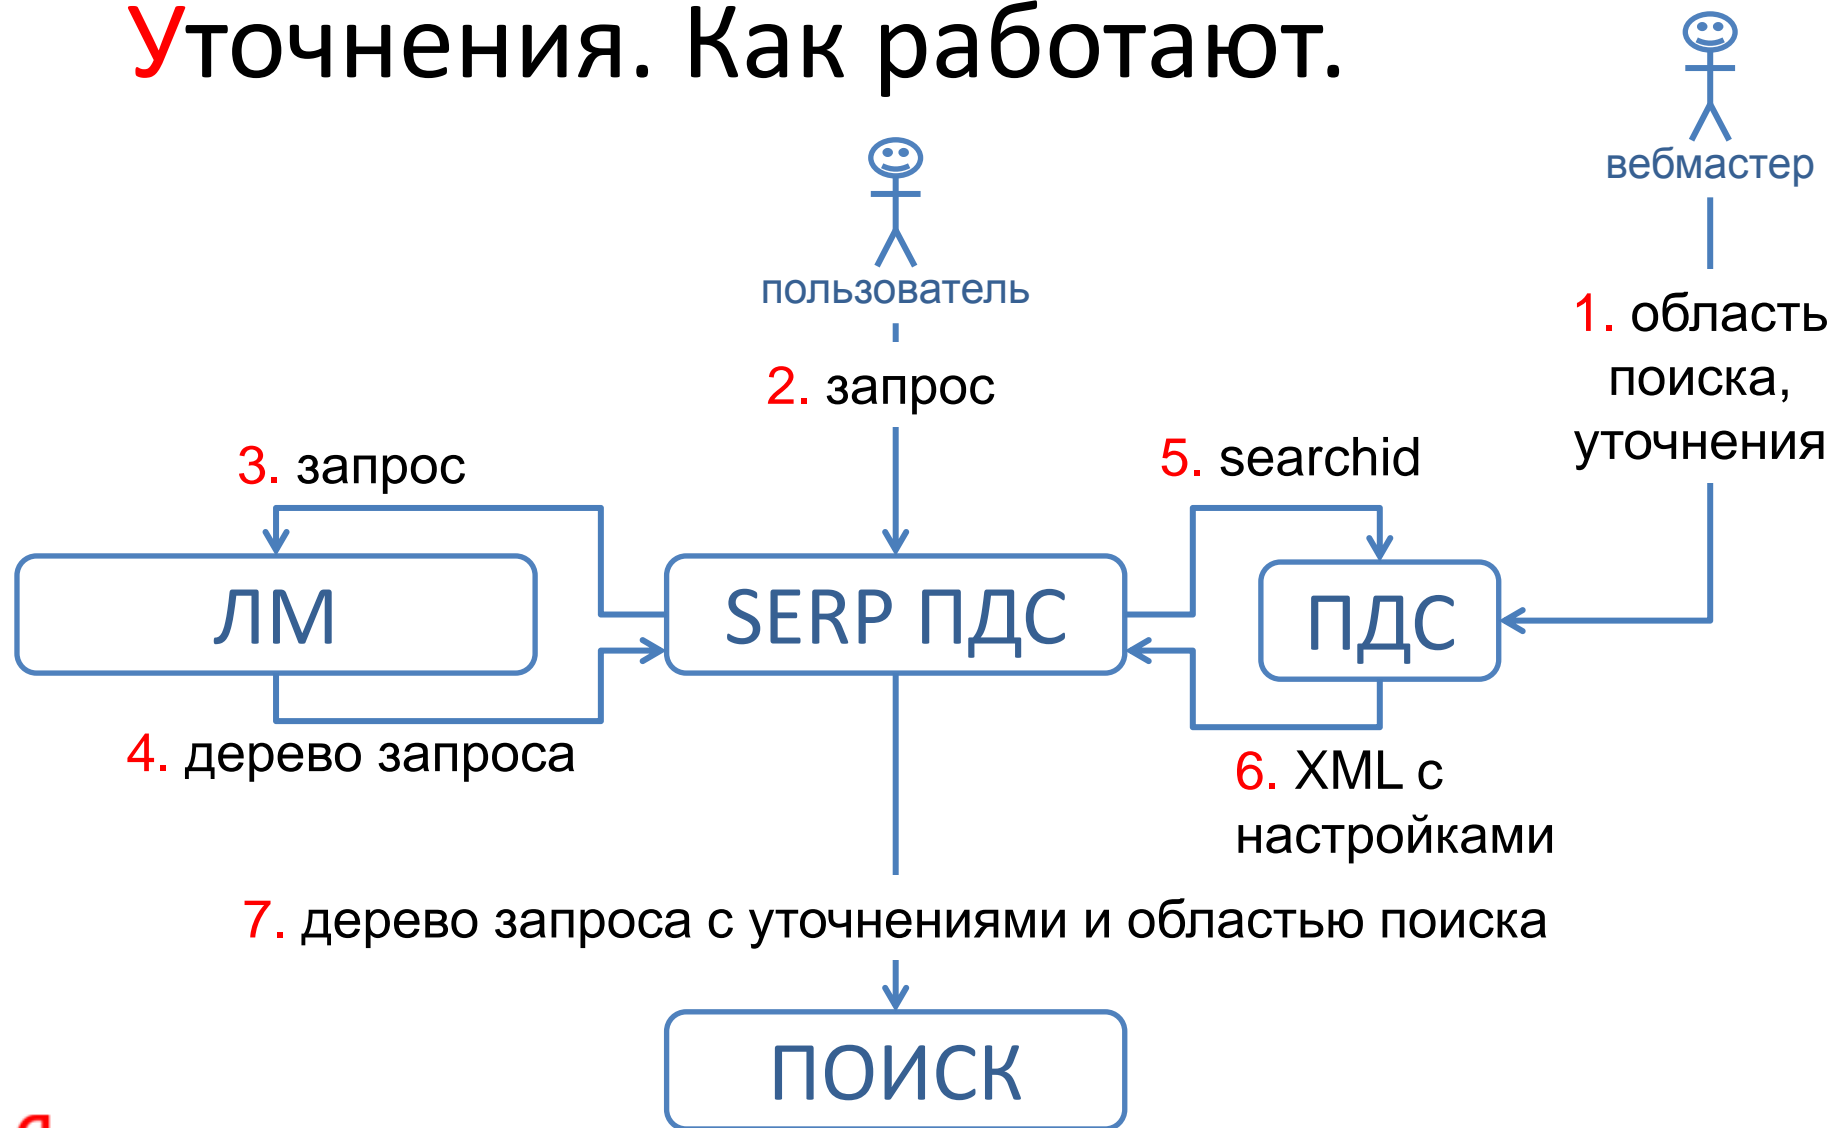 Уточнения. Как работают.
вебмастер
пользователь
1. область
поиска,
уточнения
2. запрос
3. запрос
5. searchid
ЛМ
SERP ПДС
ПДС
4. дерево запроса
6. XML с
настройками
7. дерево запроса с уточнениями и областью поиска
ПОИСК